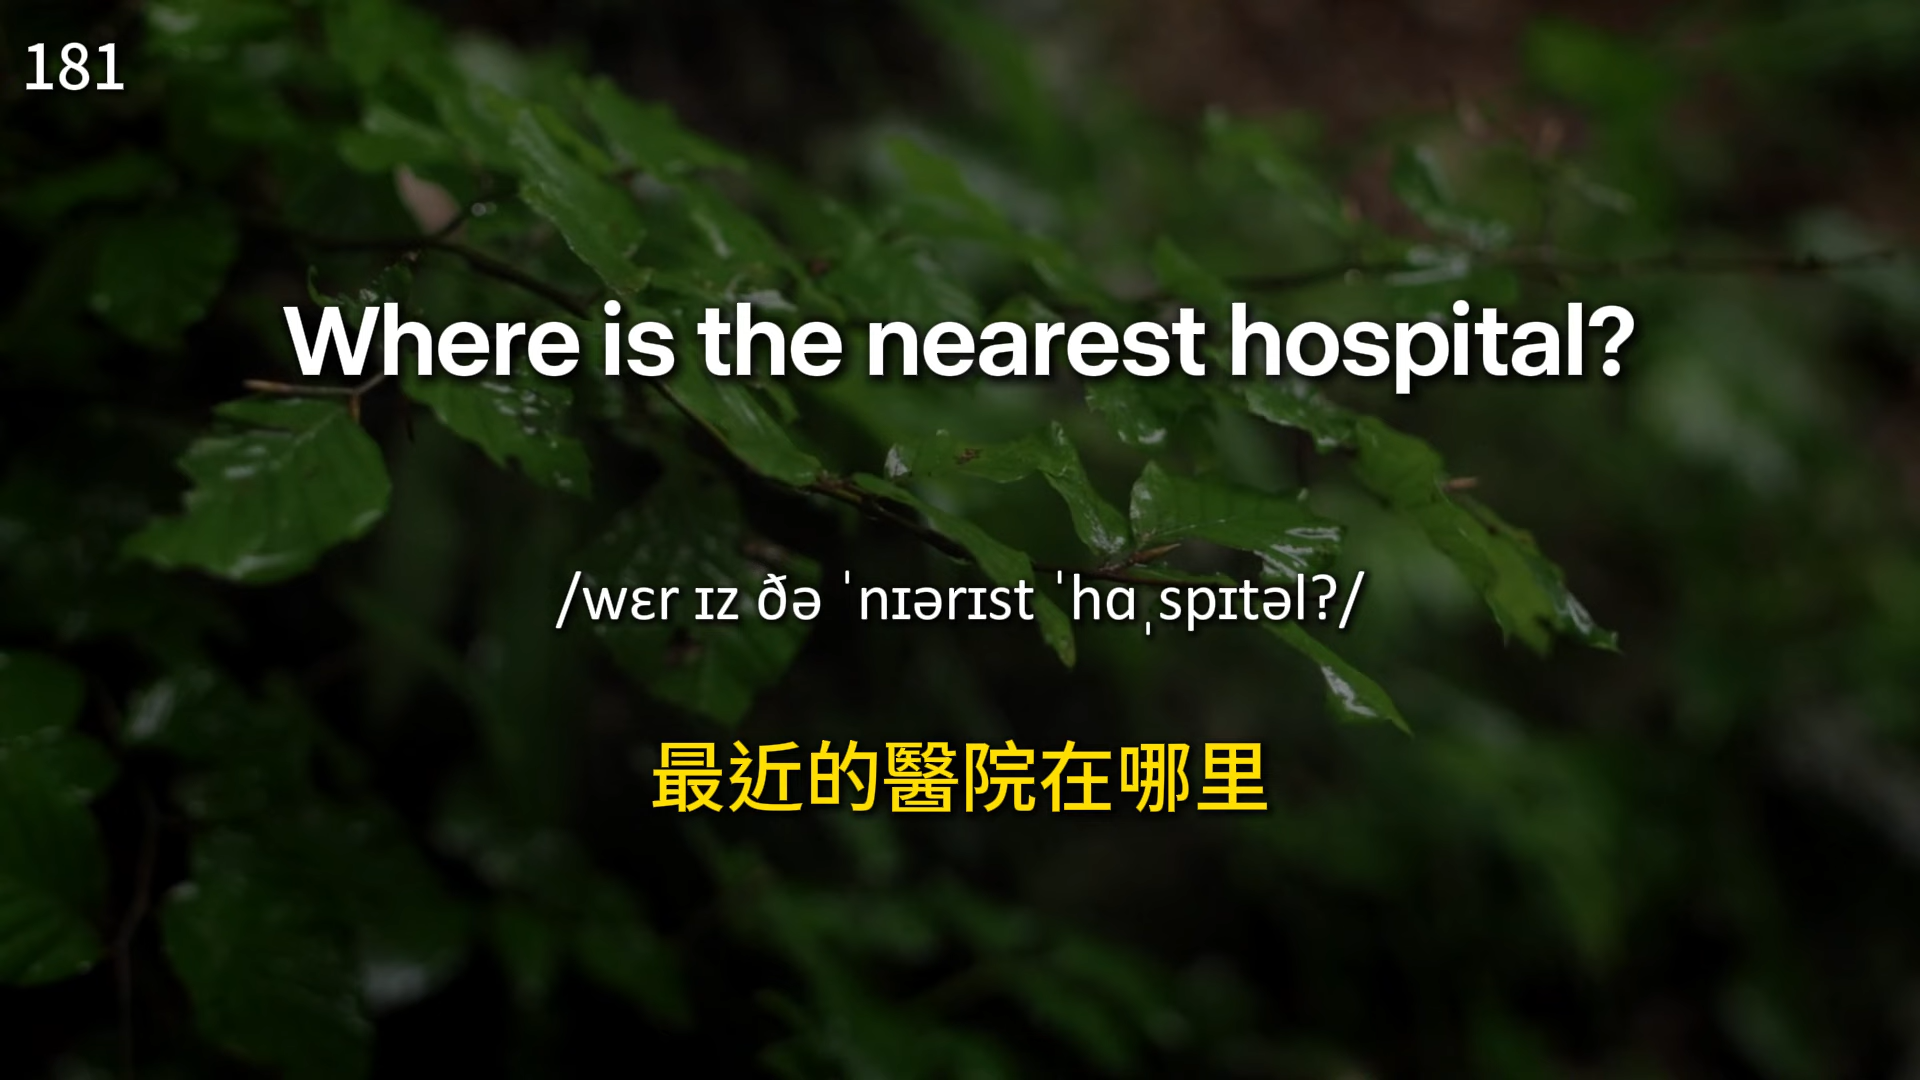 181
Where is the nearest hospital?
/wɛr ɪz ðə ˈnɪərɪst ˈhɑˌspɪtəl?/
最近的醫院在哪里